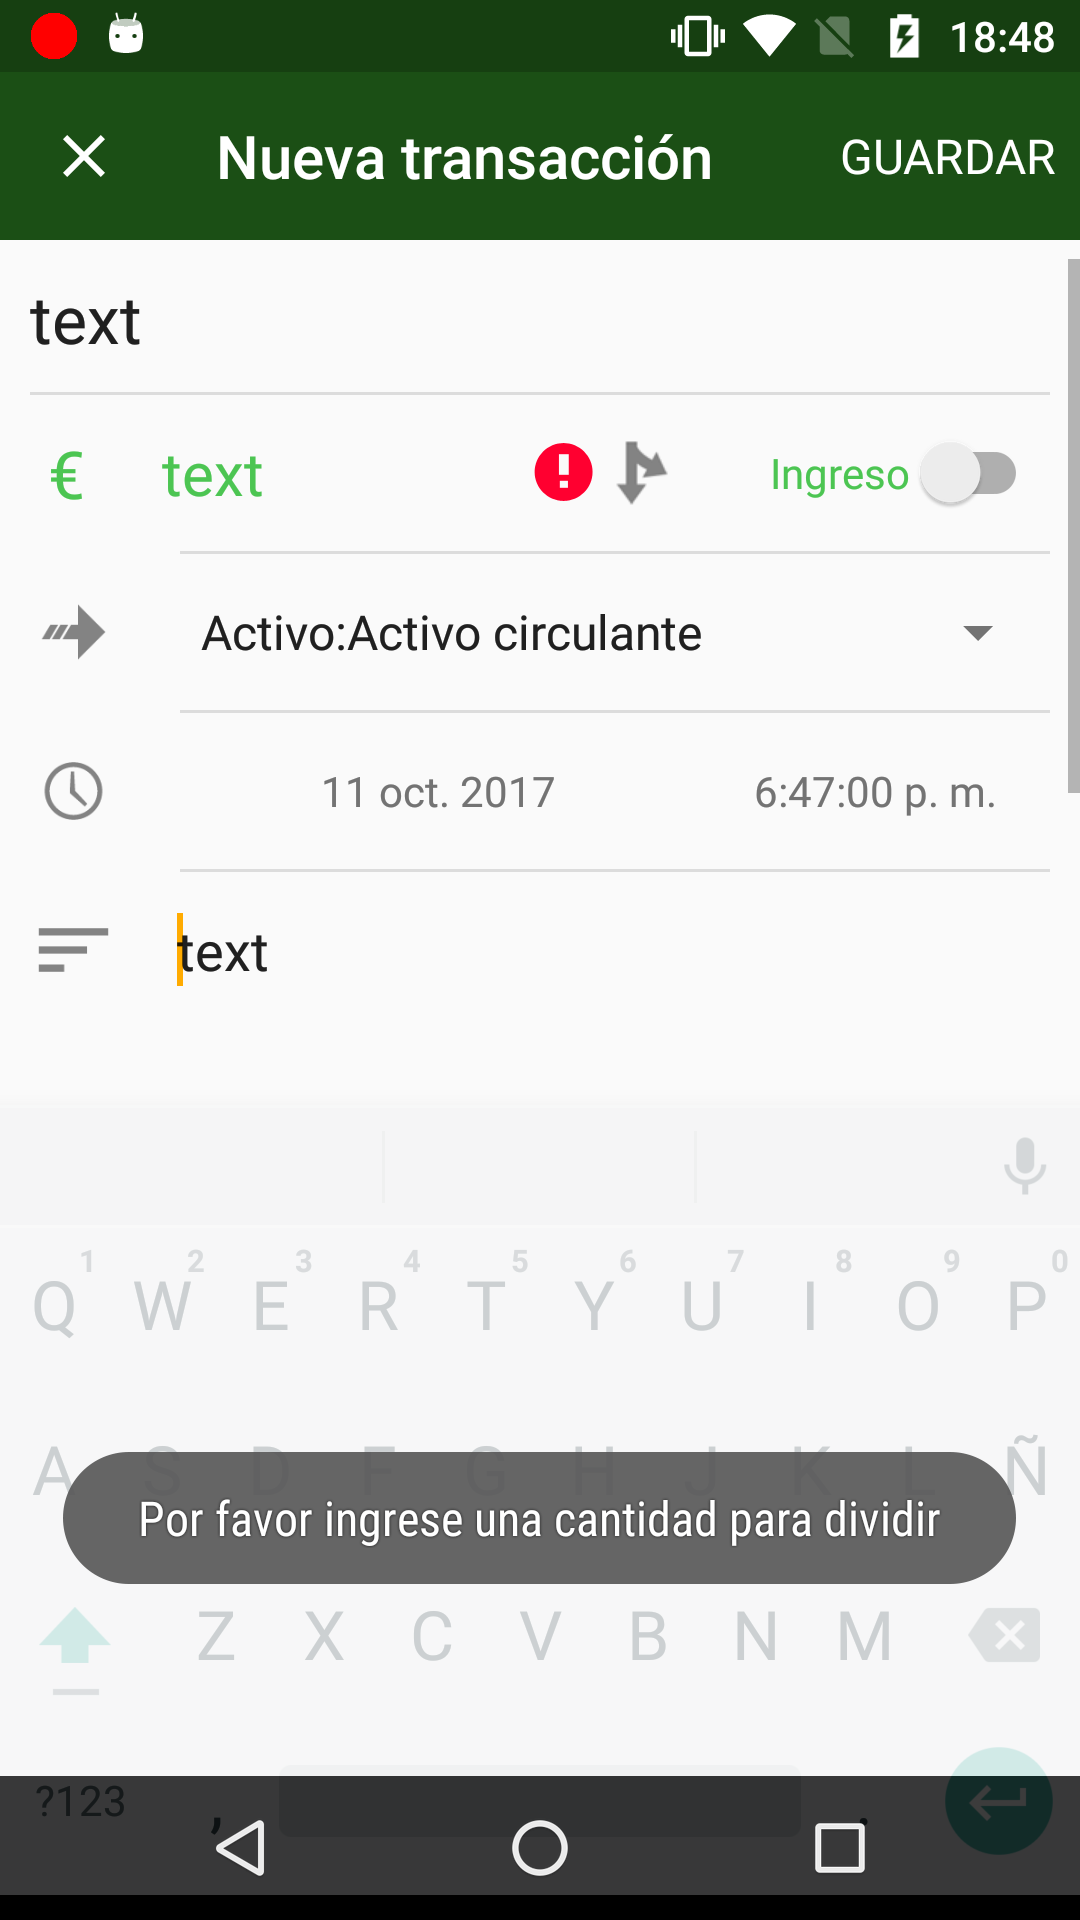 18:48
Nueva transacción GUARDAR
text
€ text Ingreso
Activo:Activo circulante
11 oct. 2017 6:47:00 p. m.
text
1 2 3 4 5 6 7 8 9 0
Q W E R T Y U I O P
A S D F G H J K L Ñ
Por favor ingrese una cantidad para dividir
Z X C V B N M
?123 , .